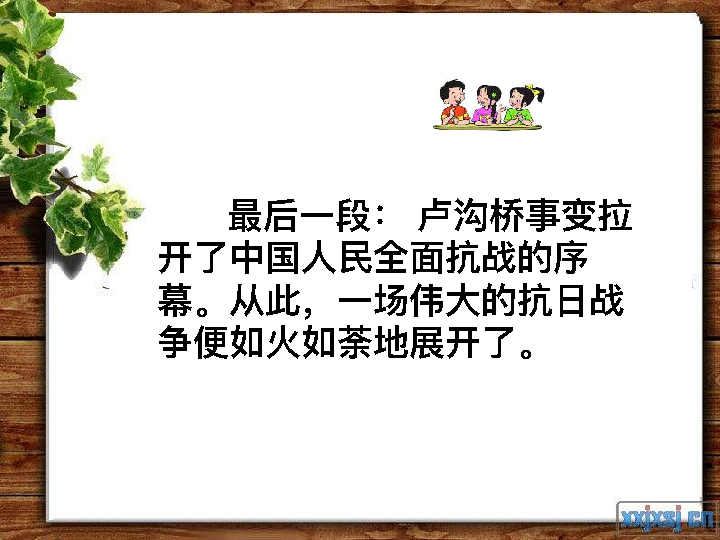 最后一段： 卢沟桥事变拉
开了中国人民全面抗战的序
幕。从此，一场伟大的抗日战
争便如火如荼地展开了。
xxjxsj.cn